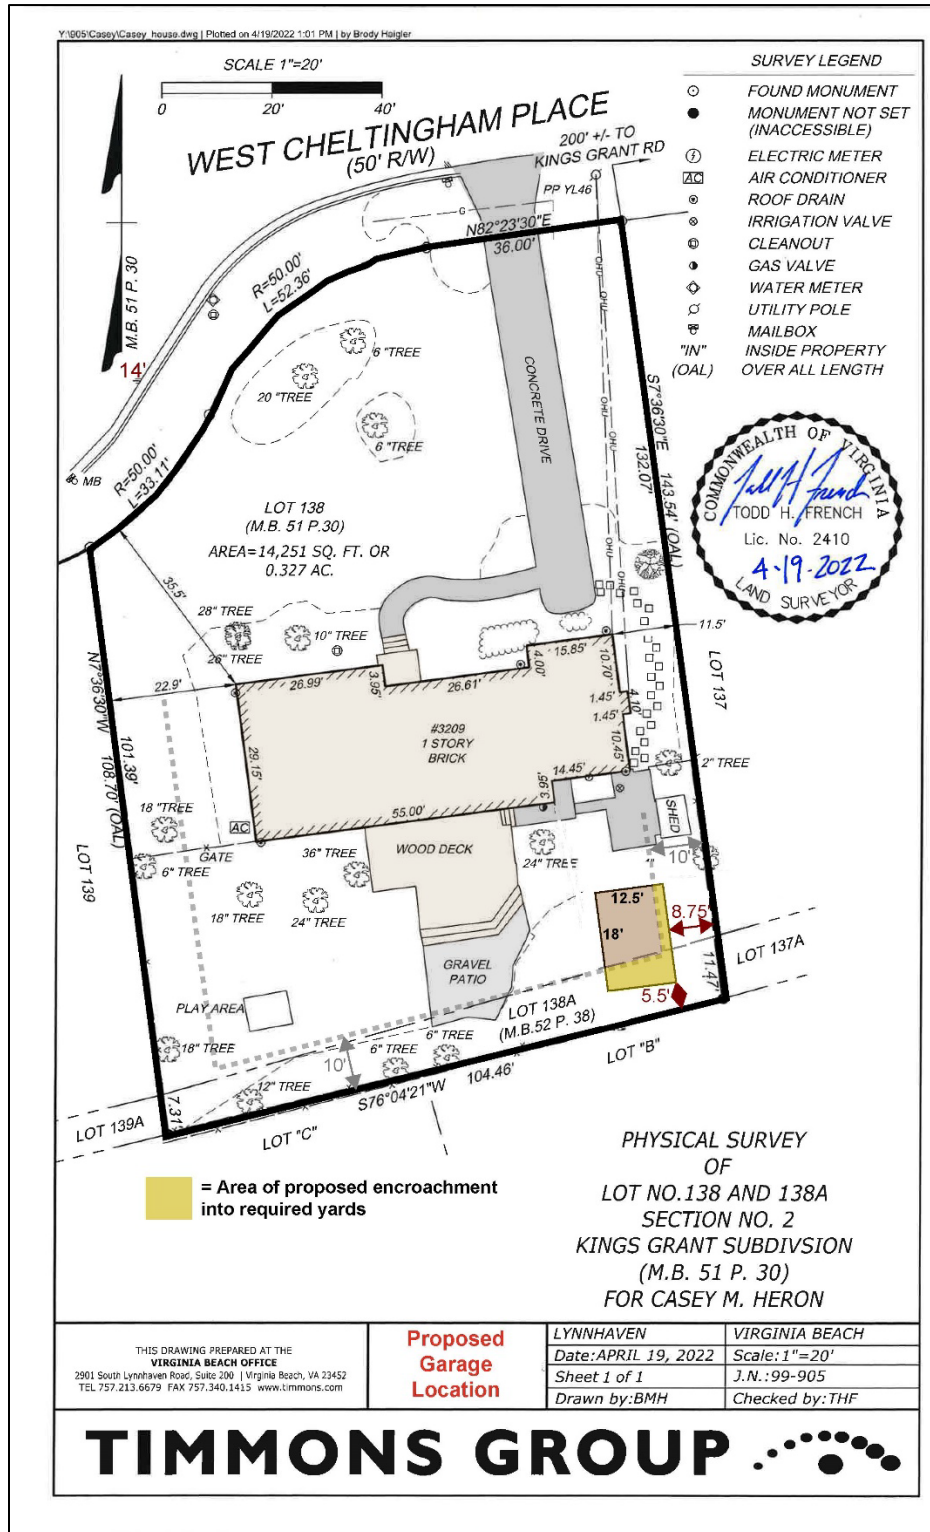 Y:\905\Casey\Casey_house.dwg | Plotted on 4/19/2022 1:01 PM | by Brody Haigler
SCALE 1"=20'
0 20' 40'
SURVEY LEGEND
FOUND MONUMENT
MONUMENT NOT SET
(INACCESSIBLE)
ELECTRIC METER
AC AIR CONDITIONER
ROOF DRAIN
IRRIGATION VALVE
CLEANOUT
GAS VALVE
WATER METER
UTILITY POLE
MAILBOX
"IN" INSIDE PROPERTY
(OAL) OVER ALL LENGTH
WEST CHELTINGHAM PLACE
(50' R/W)
200' +/- TO
KINGS GRANT RD
PP YL46
G
N82°23'30"E
36.00'
M.B. 51 P. 30
14'
R=50.00'
L=52.36'
R=50.00'
L=33.11'
MB
6 "TREE
20 "TREE
6 "TREE
CONCRETE DRIVE
OHU
OHU
OHU
OHU
S7°36'30"E
132.07'
143.54' (OAL)
COMMONWEALTH OF VIRGINIA
Todd H. French
TODD H. FRENCH
Lic. No. 2410
4-19-2022
LAND SURVEYOR
LOT 138
(M.B. 51 P.30)
AREA=14,251 SQ. FT. OR
0.327 AC.
35.5'
28" TREE
26" TREE
10" TREE
11.5'
LOT 137
22.9'
N7°36'30"W
101.39'
108.70' (OAL)
LOT 139
26.99'
3.95'
26.61'
4.00'
15.85'
10.70'
1.45'
4.10'
1.45'
10.45'
14.45'
3.95'
55.00'
29.15'
#3209
1 STORY
BRICK
2" TREE
SHED
18 "TREE
AC
GATE
6" TREE
36" TREE
WOOD DECK
24" TREE
10'
18" TREE
24" TREE
12.5'
18'
8.75'
11.47'
LOT 137A
GRAVEL
PATIO
5.5'
PLAY AREA
LOT 138A
(M.B.52 P. 38)
18" TREE
10'
6" TREE
6" TREE
LOT "B"
12" TREE
104.46'
S76°04'21"W
7.31'
LOT 139A
LOT "C"
= Area of proposed encroachment
into required yards
PHYSICAL SURVEY
OF
LOT NO.138 AND 138A
SECTION NO. 2
KINGS GRANT SUBDIVSION
(M.B. 51 P. 30)
FOR CASEY M. HERON
THIS DRAWING PREPARED AT THE
VIRGINIA BEACH OFFICE
2901 South Lynnhaven Road, Suite 200 | Virginia Beach, VA 23452
TEL 757.213.6679 FAX 757.340.1415 www.timmons.com
Proposed
Garage
Location
LYNNHAVEN VIRGINIA BEACH
Date:APRIL 19, 2022 Scale:1"=20'
Sheet 1 of 1 J.N.:99-905
Drawn by:BMH Checked by:THF
TIMMONS GROUP